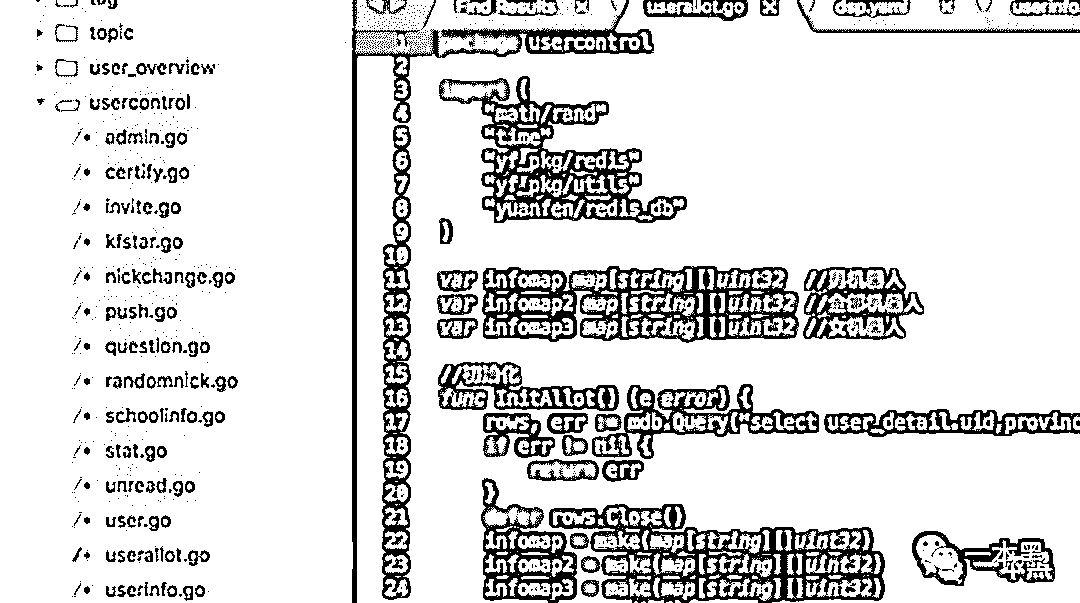 topic
user_overview
usercontrol
admin.go
certify.go
invite.go
kfstar.go
nickchange.go
push.go
question.go
randomnick.go
schoolinfo.go
stat.go
unread.go
user.go
userallot.go
userinfo.go
Find Results
userallot.go
dsp.yaml
userinfo
1 package usercontrol
2
3 import (
4 "math/rand"
5 "time"
6 "yf_pkg/redis"
7 "yf_pkg/utils"
8 "yuanfen/redis_db"
9 )
10
11 var infomap map[string][]uint32 //男机器人
12 var infomap2 map[string][]uint32 //全部机器人
13 var infomap3 map[string][]uint32 //女机器人
14
15 //初始化
16 func InitAllot() (e error) {
17 rows, err := mdb.Query("select user_detail.uid,provinc
18 if err != nil {
19 return err
20 }
21 defer rows.Close()
22 infomap = make(map[string][]uint32)
23 infomap2 = make(map[string][]uint32)
24 infomap3 = make(map[string][]uint32)
一本黑